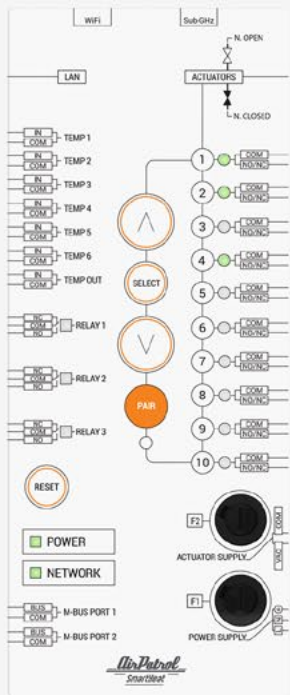 WiFi
Sub-GHz
N. OPEN
LAN
ACTUATORS
N. CLOSED
IN
COM
TEMP 1
IN
COM
TEMP 2
IN
COM
TEMP 3
IN
COM
TEMP 4
IN
COM
TEMP 5
IN
COM
TEMP 6
IN
COM
TEMP OUT
NC
COM
NO
RELAY 1
NC
COM
NO
RELAY 2
NC
COM
NO
RELAY 3
SELECT
PAIR
RESET
1
COM
NO/NC
2
COM
NO/NC
3
COM
NO/NC
4
COM
NO/NC
5
COM
NO/NC
6
COM
NO/NC
7
COM
NO/NC
8
COM
NO/NC
9
COM
NO/NC
10
COM
NO/NC
POWER
NETWORK
F2
COM
VAC
ACTUATOR SUPPLY
F1
POWER SUPPLY
BUS
COM
M-BUS PORT 1
BUS
COM
M-BUS PORT 2
AirPatrol
SmartHeat